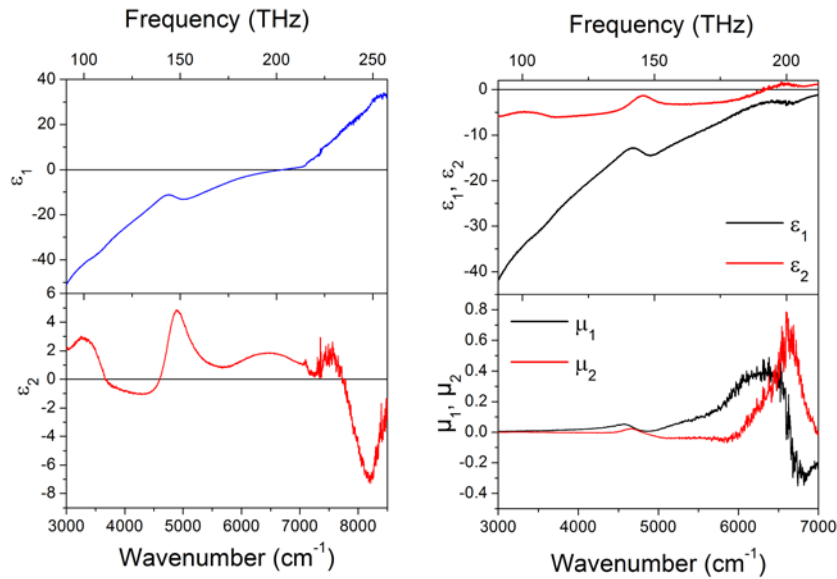 Frequency (THz)
100 150 200 250
40
20
0
-20
-40
ε₁
6
4
2
0
-2
-4
-6
-8
ε₂
3000 4000 5000 6000 7000 8000
Wavenumber (cm⁻¹)
Frequency (THz)
100 150 200
0
-10
-20
-30
-40
ε₁, ε₂
ε₁
ε₂
0.8
0.6
0.4
0.2
0.0
-0.2
-0.4
μ₁, μ₂
μ₁
μ₂
3000 4000 5000 6000 7000
Wavenumber (cm⁻¹)